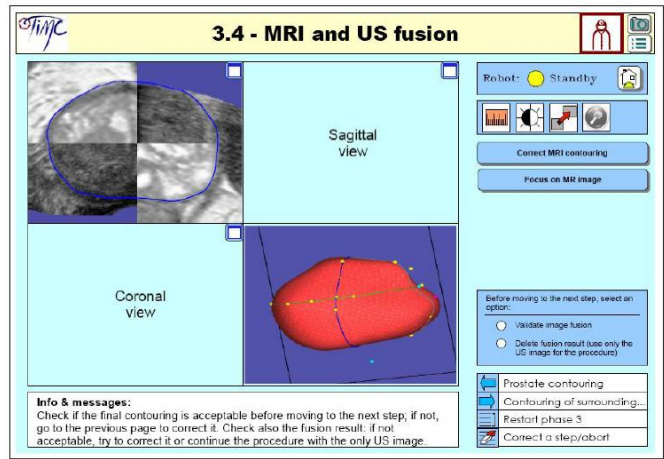 TIMC
3.4 - MRI and US fusion
Robot: Standby
Sagittal
view
Correct MRI contouring
Focus on MR image
Coronal
view
Before moving to the next step, select an
option:
Validate image fusion
Delete fusion result (use only the
US image for the procedure)
Info & messages:
Check if the final contouring is acceptable before moving to the next step; if not,
go to the previous page to correct it. Check also the fusion result: if not
acceptable, try to correct it or continue the procedure with the only US image.
Prostate contouring
Contouring of surrounding...
Restart phase 3
Correct a step/abort